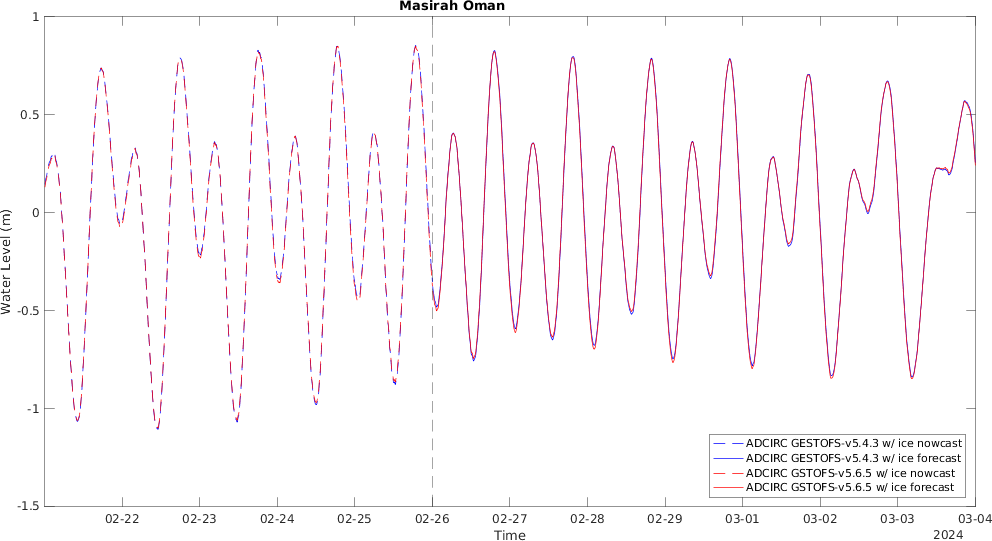 Masirah Oman
1
0.5
0
-0.5
-1
-1.5
Water Level (m)
ADCIRC GESTOFS-v5.4.3 w/ ice nowcast
ADCIRC GESTOFS-v5.4.3 w/ ice forecast
ADCIRC GSTOFS-v5.6.5 w/ ice nowcast
ADCIRC GSTOFS-v5.6.5 w/ ice forecast
02-22 02-23 02-24 02-25 02-26 02-27 02-28 02-29 03-01 03-02 03-03 03-04
Time
2024